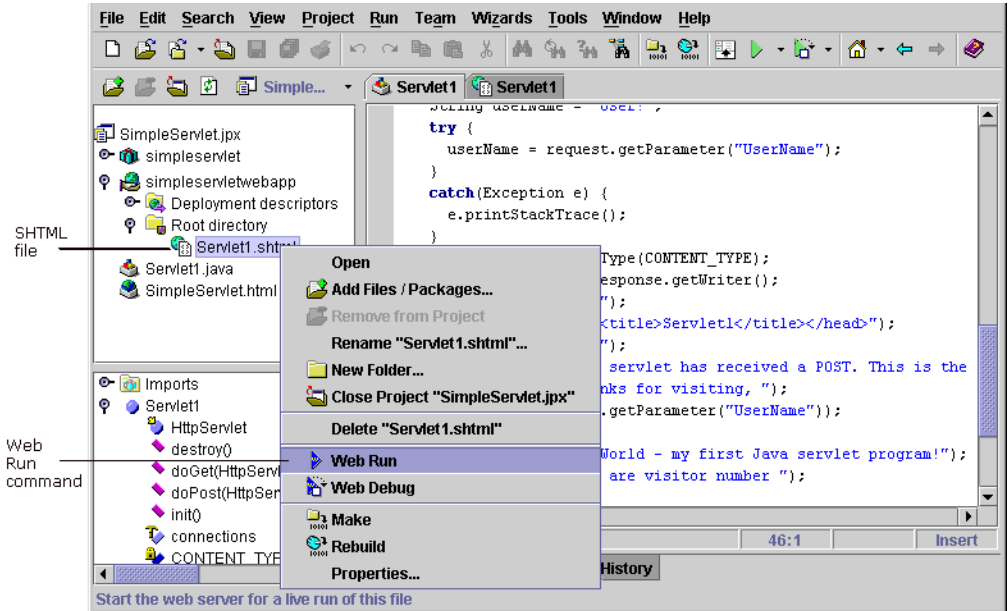 File Edit Search View Project Run Team Wizards Tools Window Help
Simple...
Servlet1 Servlet1
SimpleServlet.jpx
simpleservlet
simpleservletwebapp
Deployment descriptors
Root directory
Servlet1.shtml
Servlet1.java
SimpleServlet.html
SHTML
file
String userName = "User!";
try {
userName = request.getParameter("UserName");
}
catch(Exception e) {
e.printStackTrace();
}
Type(CONTENT_TYPE);
esponse.getWriter();
");
<title>Servlet1</title></head>");
");
servlet has received a POST. This is the
nks for visiting, ");
.getParameter("UserName"));
World - my first Java servlet program!");
are visitor number ");
Open
Add Files / Packages...
Remove from Project
Rename "Servlet1.shtml"...
New Folder...
Close Project "SimpleServlet.jpx"
Delete "Servlet1.shtml"
Web Run
Web Debug
Make
Rebuild
Properties...
Imports
Servlet1
HttpServlet
destroy()
doGet(HttpServl
doPost(HttpSer
init()
connections
CONTENT_TYPE
Web
Run
command
46:1
Insert
History
Start the web server for a live run of this file